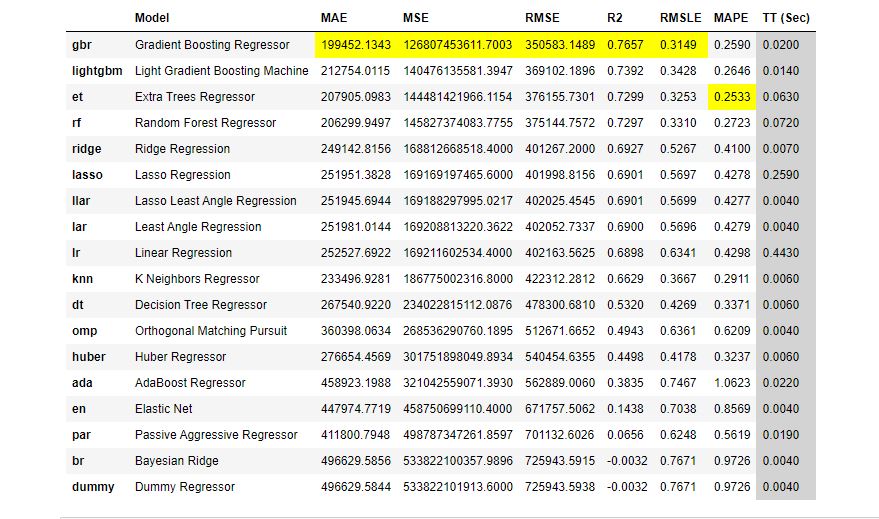 Model MAE MSE RMSE R2 RMSLE MAPE TT (Sec)
gbr Gradient Boosting Regressor 199452.1343 126807453611.7003 350583.1489 0.7657 0.3149 0.2590 0.0200
lightgbm Light Gradient Boosting Machine 212754.0115 140476135581.3947 369102.1896 0.7392 0.3428 0.2646 0.0140
et Extra Trees Regressor 207905.0983 144481421966.1154 376155.7301 0.7299 0.3253 0.2533 0.0630
rf Random Forest Regressor 206299.9497 145827374083.7755 375144.7572 0.7297 0.3310 0.2723 0.0720
ridge Ridge Regression 249142.8156 168812668518.4000 401267.2000 0.6927 0.5267 0.4100 0.0070
lasso Lasso Regression 251951.3828 169169197465.6000 401998.8156 0.6901 0.5697 0.4278 0.2590
llar Lasso Least Angle Regression 251945.6944 169188297995.0217 402025.4545 0.6901 0.5699 0.4277 0.0040
lar Least Angle Regression 251981.0144 169208813220.3622 402052.7337 0.6900 0.5696 0.4279 0.0040
lr Linear Regression 252527.6922 169211602534.4000 402163.5625 0.6898 0.6341 0.4298 0.4430
knn K Neighbors Regressor 233496.9281 186775002316.8000 422312.2812 0.6629 0.3667 0.2911 0.0060
dt Decision Tree Regressor 267540.9220 234022815112.0876 478300.6810 0.5320 0.4269 0.3371 0.0060
omp Orthogonal Matching Pursuit 360398.0634 268536290760.1895 512671.6652 0.4943 0.6361 0.6209 0.0040
huber Huber Regressor 276654.4569 301751898049.8934 540454.6355 0.4498 0.4178 0.3237 0.0060
ada AdaBoost Regressor 458923.1988 321042559071.3930 562889.0060 0.3835 0.7467 1.0623 0.0220
en Elastic Net 447974.7719 458750699110.4000 671757.5062 0.1438 0.7038 0.8569 0.0040
par Passive Aggressive Regressor 411800.7948 498787347261.8597 701132.6026 0.0656 0.6248 0.5619 0.0190
br Bayesian Ridge 496629.5856 533822100357.9896 725943.5915 -0.0032 0.7671 0.9726 0.0040
dummy Dummy Regressor 496629.5844 533822101913.6000 725943.5938 -0.0032 0.7671 0.9726 0.0040